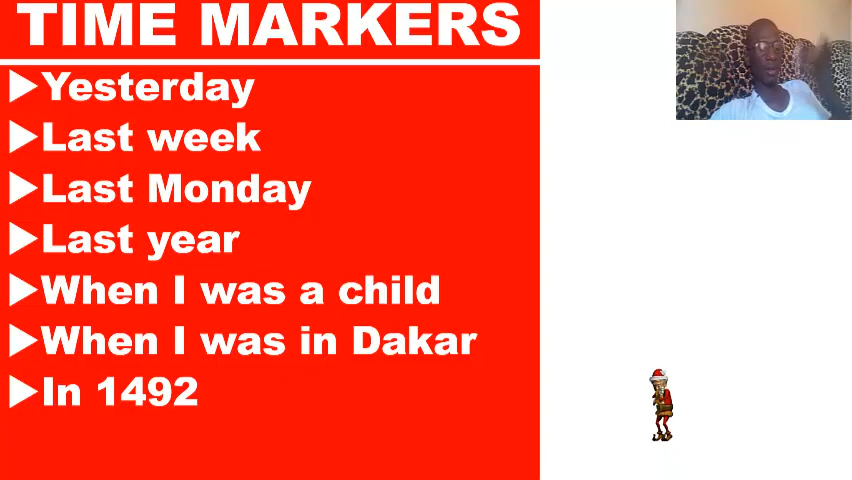 TIME MARKERS
Yesterday
Last week
Last Monday
Last year
When I was a child
When I was in Dakar
In 1492